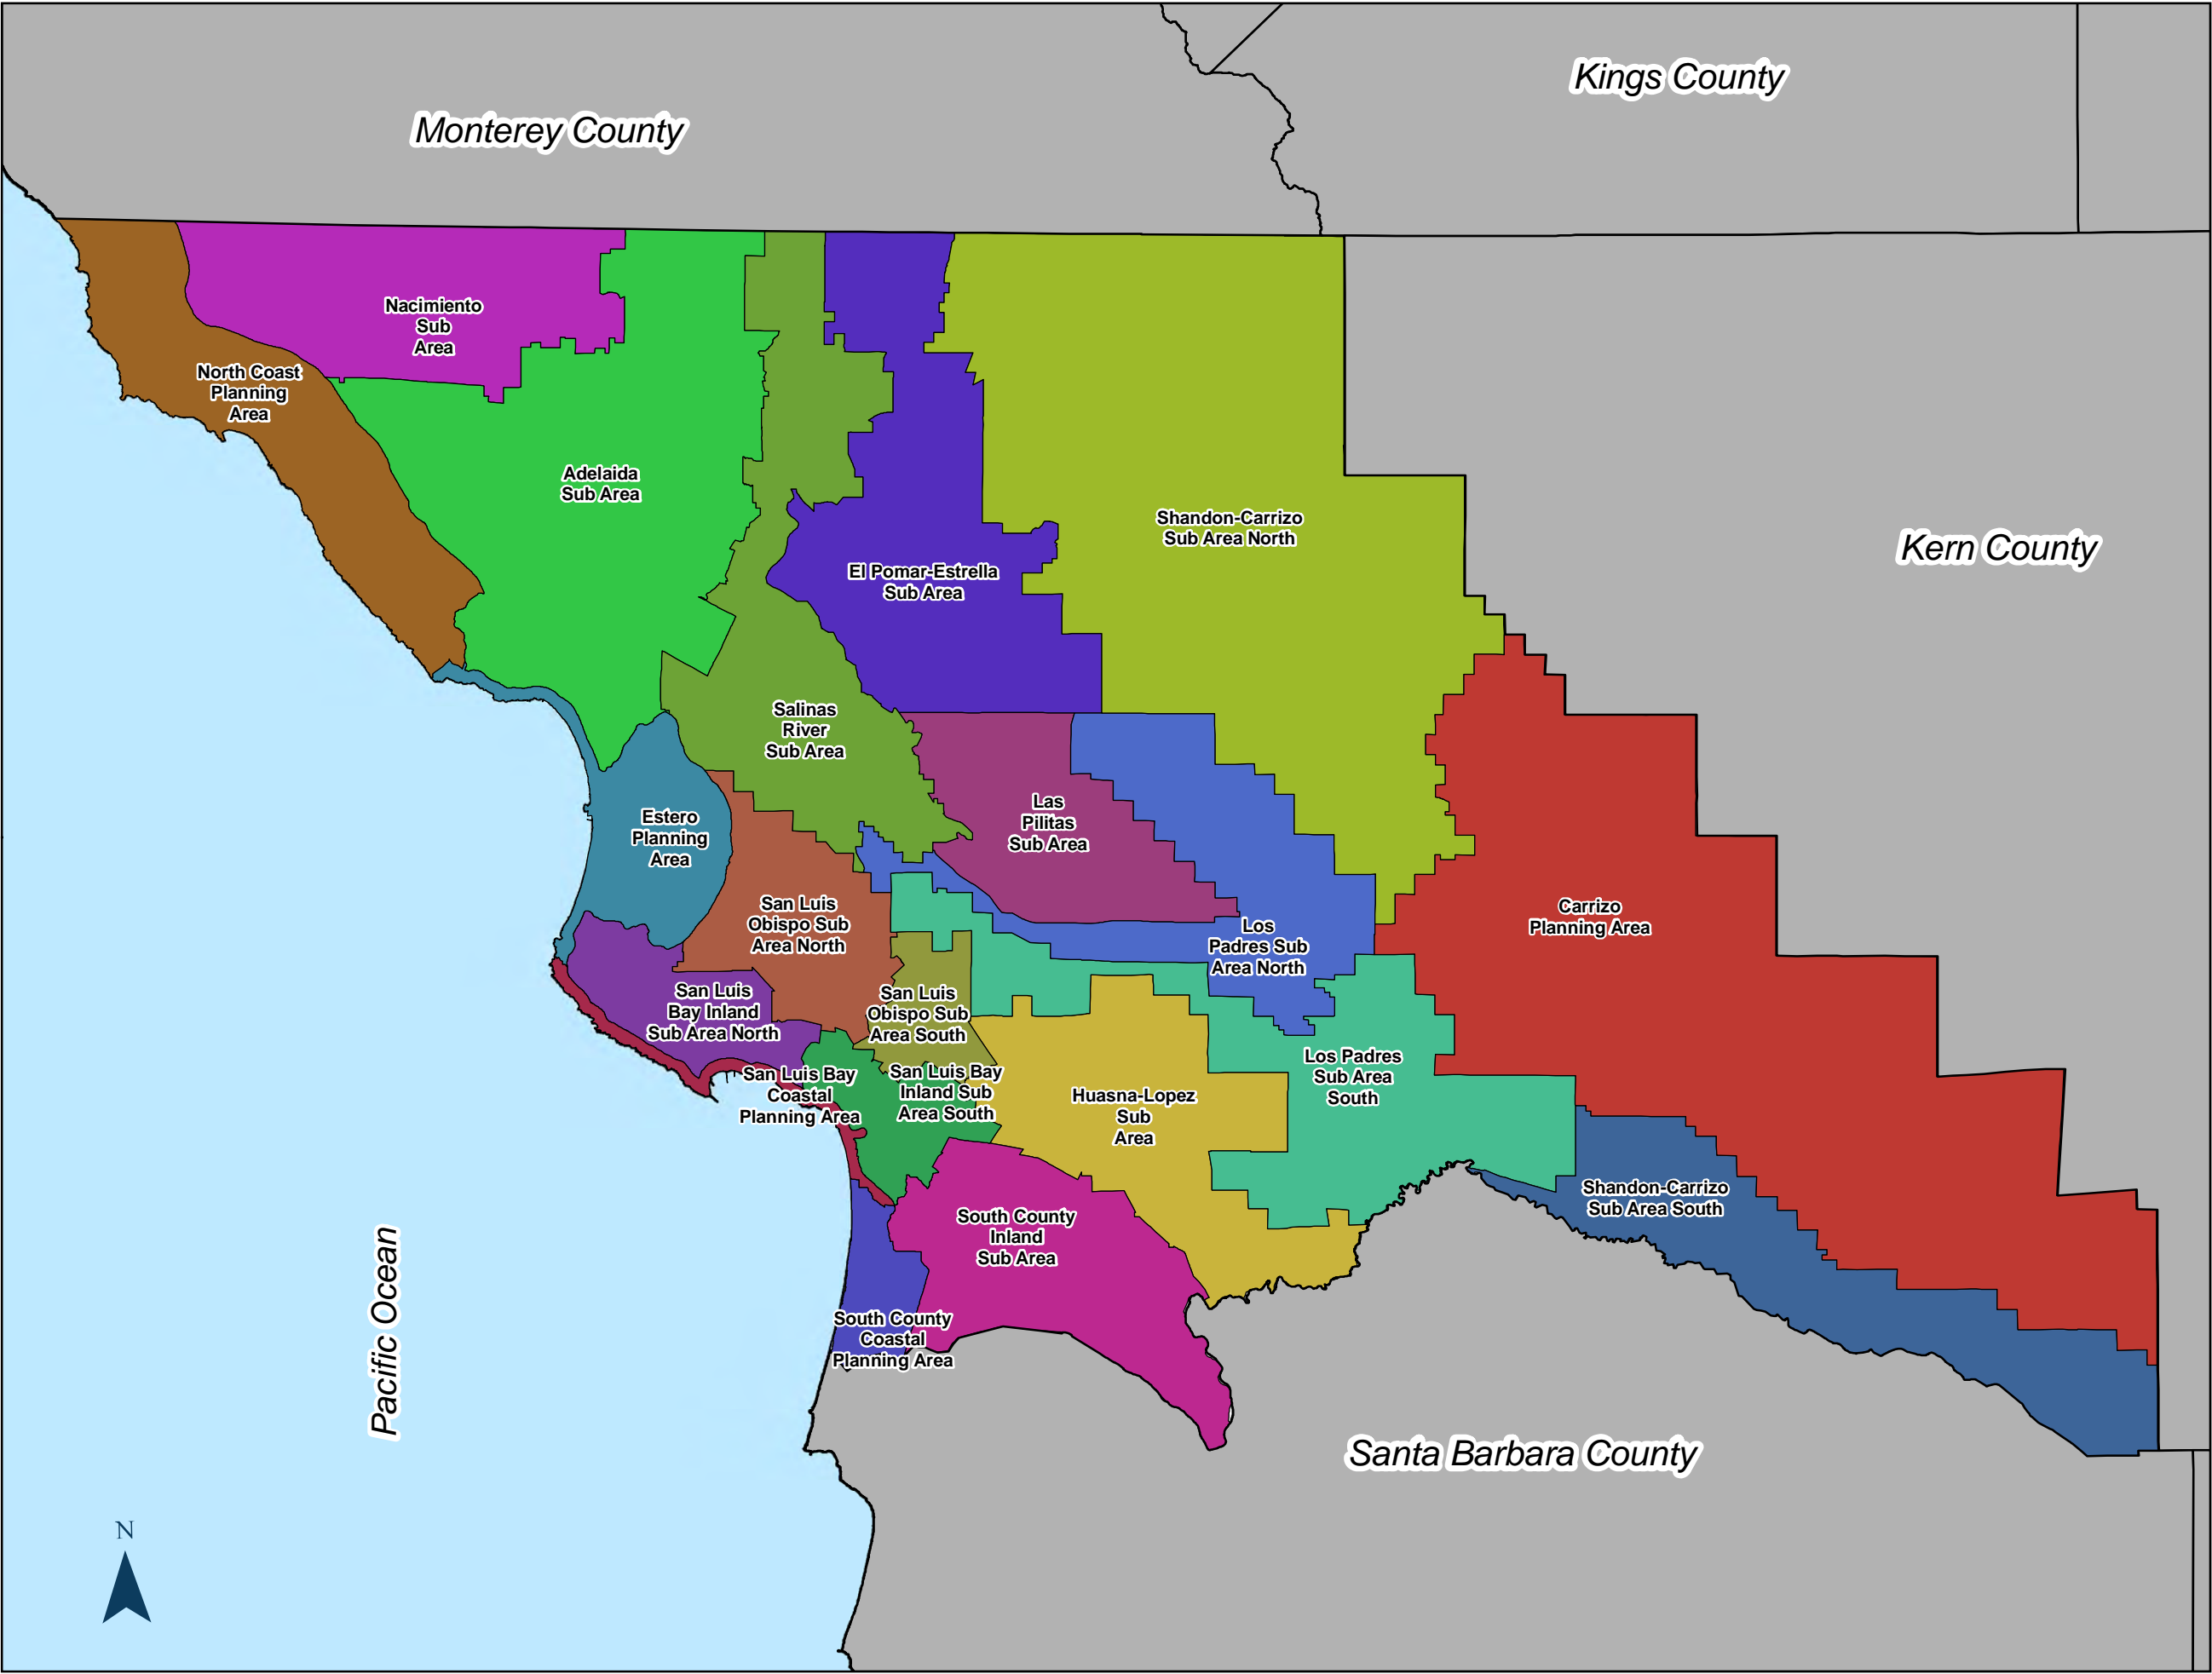 Kings County
Monterey County
Nacimiento
Sub
Area
North Coast
Planning
Area
Adelaida
Sub Area
Shandon-Carrizo
Sub Area North
Kern County
El Pomar-Estrella
Sub Area
Salinas
River
Sub Area
Las
Pilitas
Sub Area
Estero
Planning
Area
San Luis
Obispo Sub
Area North
Carrizo
Planning Area
Los
Padres Sub
Area North
San Luis
Bay Inland
Sub Area North
San Luis
Obispo Sub
Area South
San Luis Bay
Coastal
Planning Area
San Luis Bay
Inland Sub
Area South
Los Padres
Sub Area
South
Huasna-Lopez
Sub
Area
Shandon-Carrizo
Sub Area South
South County
Inland
Sub Area
Pacific Ocean
South County
Coastal
Planning Area
Santa Barbara County
N